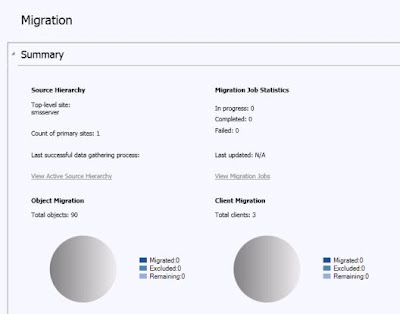 Migration
Summary
Source Hierarchy
Top-level site:
smsserver
Count of primary sites: 1
Last successful data gathering process:
View Active Source Hierarchy
Migration Job Statistics
In progress: 0
Completed: 0
Failed: 0
Last updated: N/A
View Migration Jobs
Object Migration
Total objects: 90
Migrated:0
Excluded:0
Remaining:0
Client Migration
Total clients: 3
Migrated:0
Excluded:0
Remaining:0